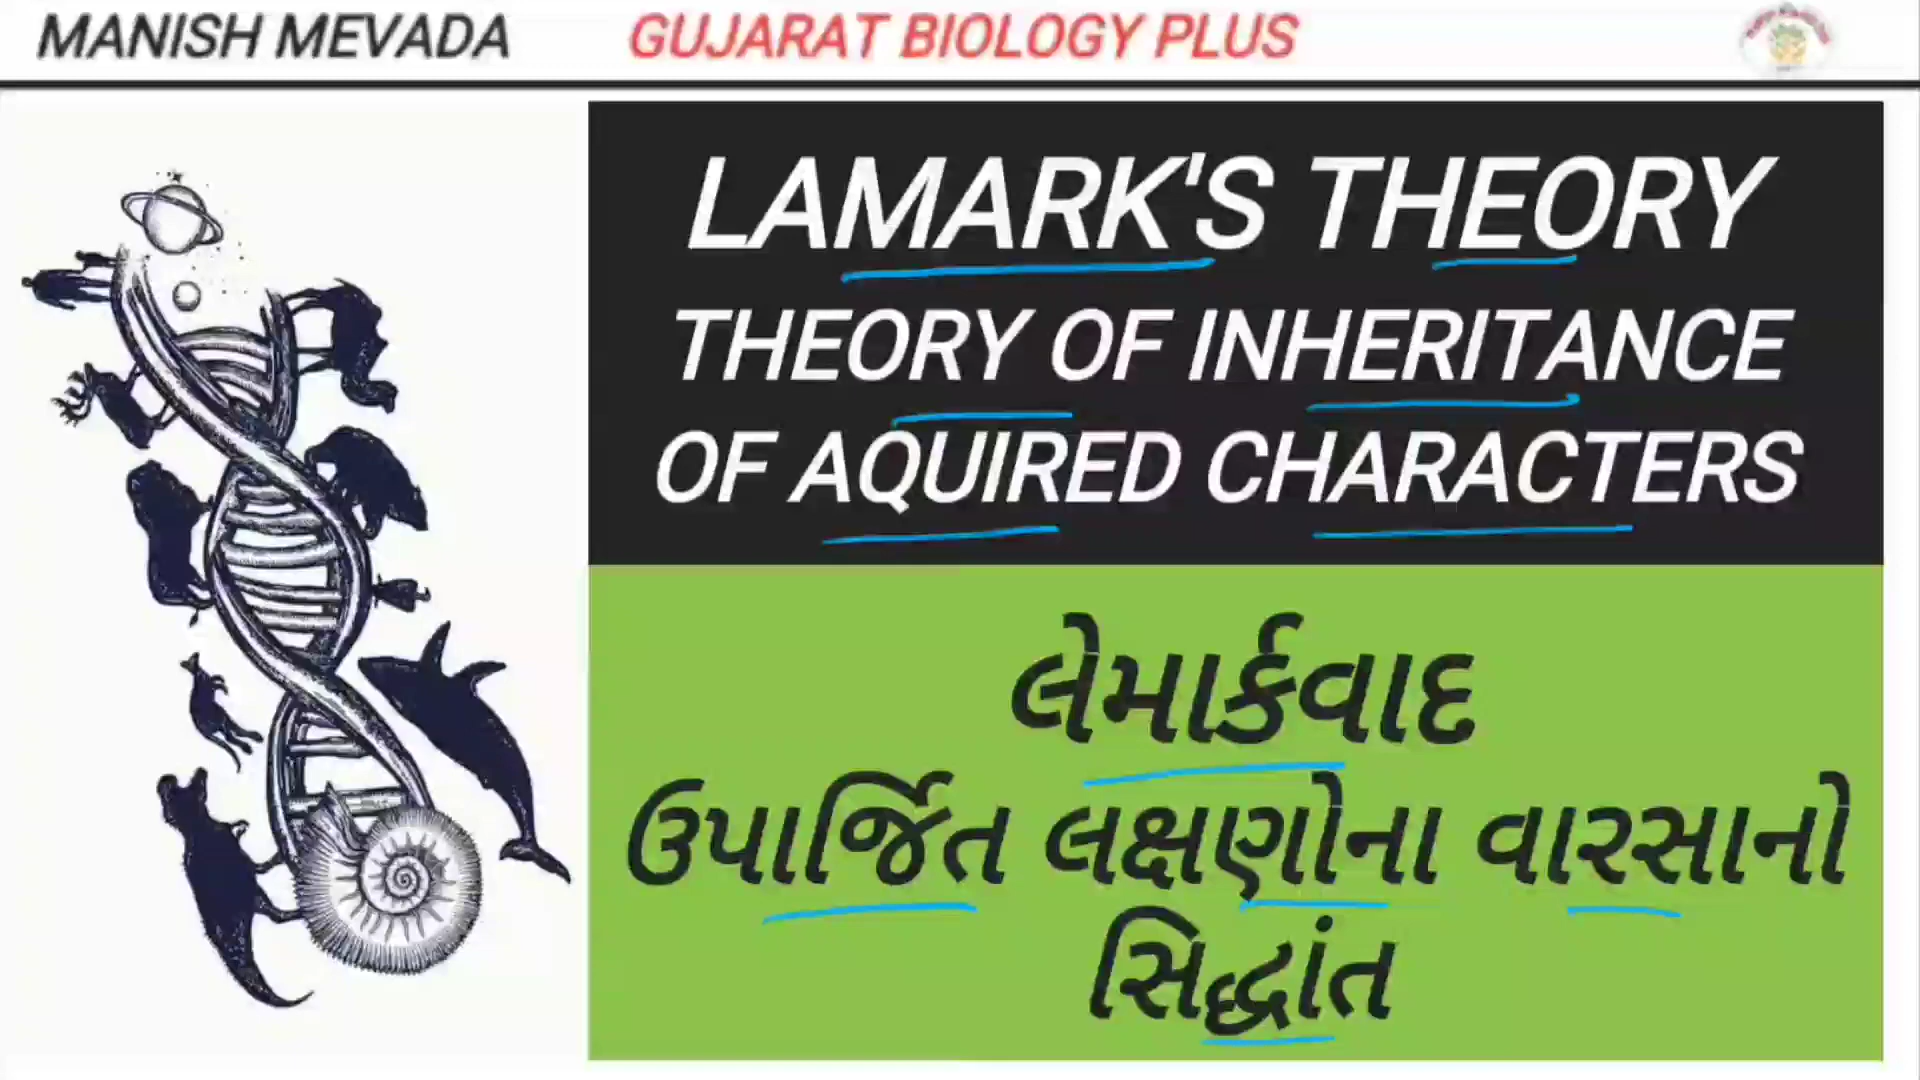 MANISH MEVADA GUJARAT BIOLOGY PLUS
LAMARK'S THEORY
THEORY OF INHERITANCE
OF AQUIRED CHARACTERS
લેમાર્કવાદ
ઉપાર્જિત લક્ષણોના વારસાનો
સિદ્ધાંત